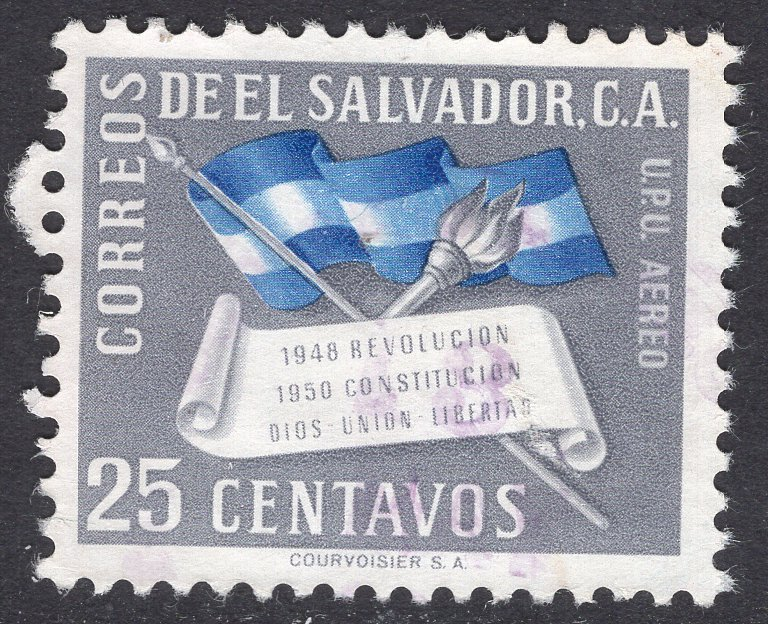 CORREOS
DE EL SALVADOR, C.A.
U.P.U. AEREO
1948 REVOLUCION
1950 CONSTITUCION
DIOS - UNION - LIBERTAD
25 CENTAVOS
COURVOISIER S.A.